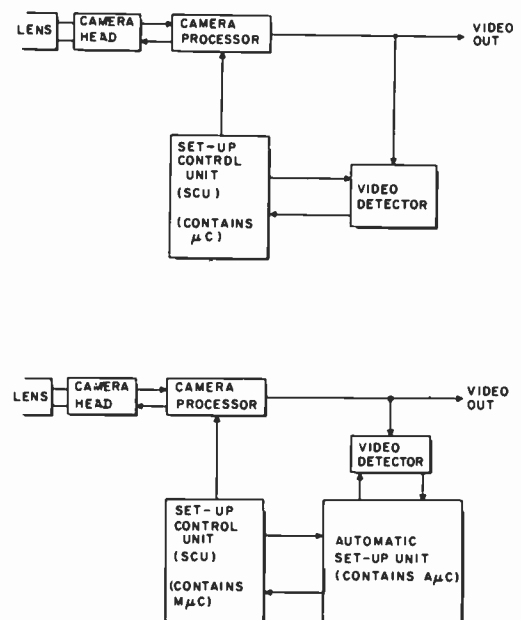 LENS
CAMERA
HEAD
CAMERA
PROCESSOR
VIDEO
OUT
SET-UP
CONTROL
UNIT
(SCU)
(CONTAINS
μC)
VIDEO
DETECTOR
LENS
CAMERA
HEAD
CAMERA
PROCESSOR
VIDEO
OUT
VIDEO
DETECTOR
SET-UP
CONTROL
UNIT
(SCU)
(CONTAINS
MμC)
AUTOMATIC
SET-UP UNIT
(CONTAINS AμC)